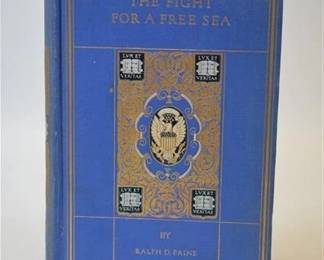 THE FIGHT
FOR A FREE SEA
LVX ET
VERITAS
LVX ET
VERITAS
LVX ET
VERITAS
LVX ET
VERITAS
BY
RALPH D. PAINE